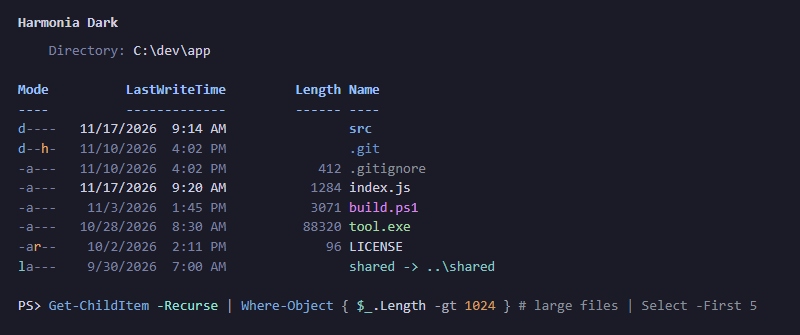 Harmonia Dark
Directory: C:\dev\app
Mode LastWriteTime Length Name
---- ------------- ------ ----
d---- 11/17/2026 9:14 AM src
d--h- 11/10/2026 4:02 PM .git
-a--- 11/10/2026 4:02 PM 412 .gitignore
-a--- 11/17/2026 9:20 AM 1284 index.js
-a--- 11/3/2026 1:45 PM 3071 build.ps1
-a--- 10/28/2026 8:30 AM 88320 tool.exe
-ar-- 10/2/2026 2:11 PM 96 LICENSE
la--- 9/30/2026 7:00 AM shared -> ..\shared
PS> Get-ChildItem -Recurse | Where-Object { $_.Length -gt 1024 } # large files | Select -First 5